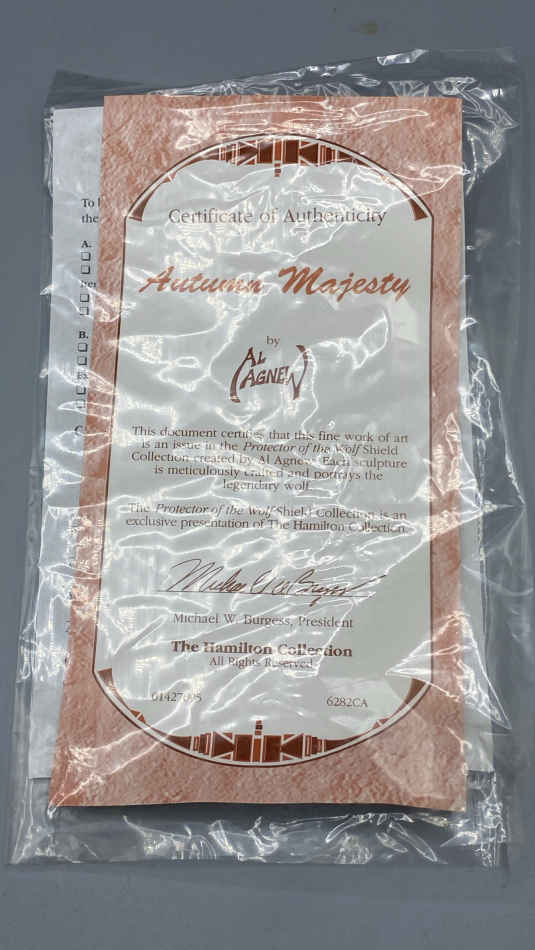 Certificate of Authenticity
Autumn Majesty
by
AL
AGNEW
This document certifies that this fine work of art
is an issue in the Protector of the Wolf Shield
Collection created by Al Agnew. Each sculpture
is meticulously crafted and portrays the
legendary wolf.
The Protector of the Wolf Shield Collection is an
exclusive presentation of The Hamilton Collection.
Michael W. Burgess, President
The Hamilton Collection
All Rights Reserved
6282CA
To
the
A.
B.